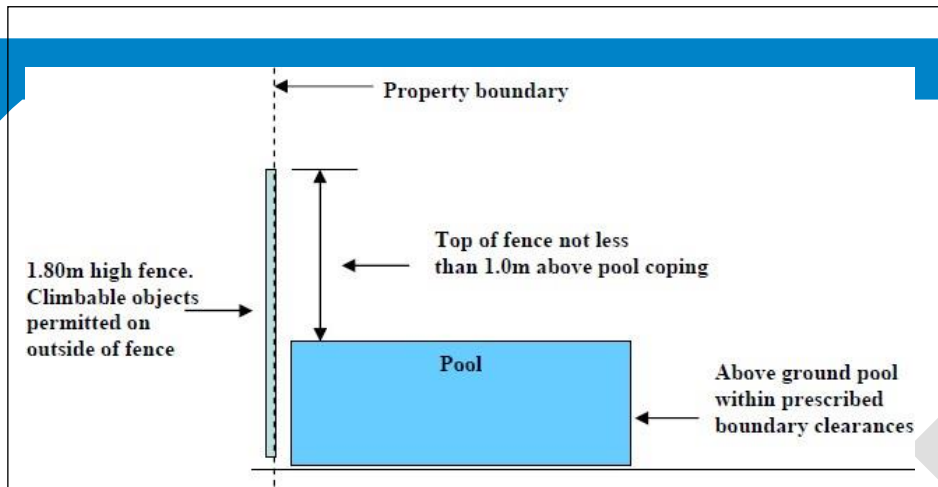 Property boundary
Top of fence not less
than 1.0m above pool coping
1.80m high fence.
Climbable objects
permitted on
outside of fence
Pool
Above ground pool
within prescribed
boundary clearances